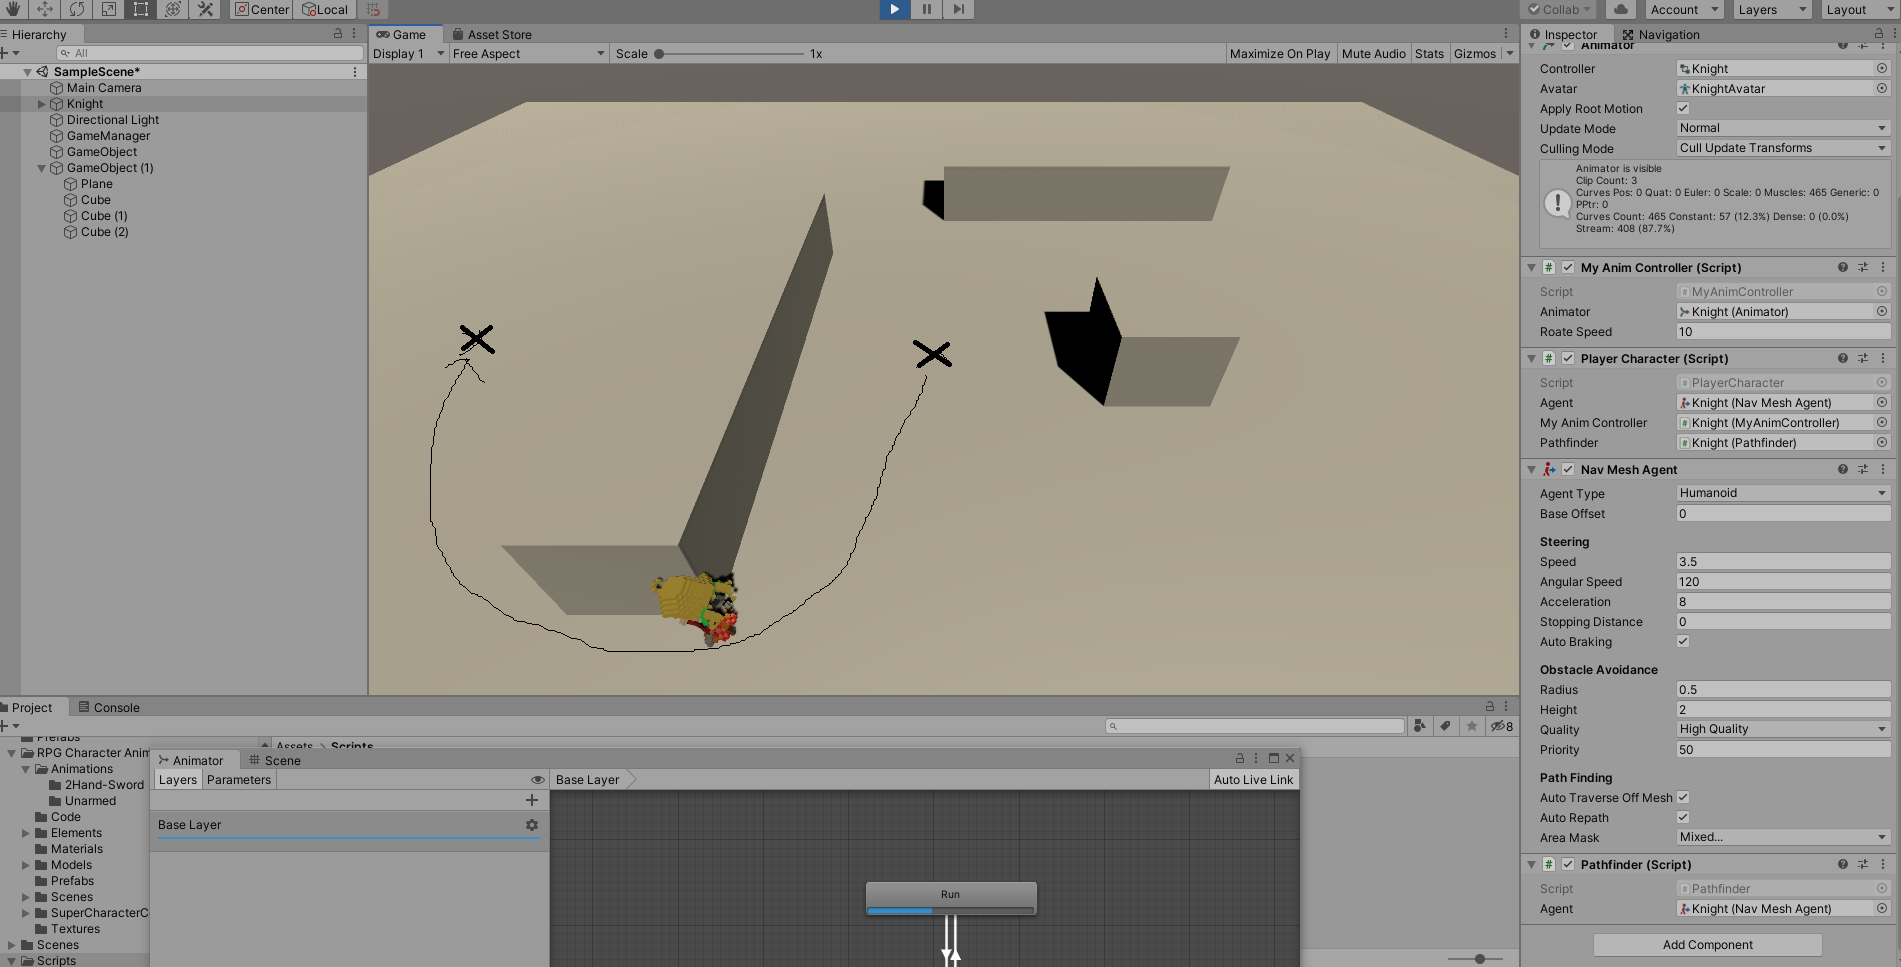 Center
Local
Collab
Account
Layers
Layout
Hierarchy
All
SampleScene*
Main Camera
Knight
Directional Light
GameManager
GameObject
GameObject (1)
Plane
Cube
Cube (1)
Cube (2)
Game
Asset Store
Display 1
Free Aspect
Scale
1x
Maximize On Play
Mute Audio
Stats
Gizmos
Inspector
Navigation
Animator
Controller
Knight
Avatar
KnightAvatar
Apply Root Motion
Update Mode
Normal
Culling Mode
Cull Update Transforms
Animator is visible
Clip Count: 3
Curves Pos: 0 Quat: 0 Euler: 0 Scale: 0 Muscles: 465 Generic: 0
PPtr: 0
Curves Count: 465 Constant: 57 (12.3%) Dense: 0 (0.0%)
Stream: 408 (87.7%)
My Anim Controller (Script)
Script
MyAnimController
Animator
Knight (Animator)
Roate Speed
10
Player Character (Script)
Script
PlayerCharacter
Agent
Knight (Nav Mesh Agent)
My Anim Controller
Knight (MyAnimController)
Pathfinder
Knight (Pathfinder)
Nav Mesh Agent
Agent Type
Humanoid
Base Offset
0
Steering
Speed
3.5
Angular Speed
120
Acceleration
8
Stopping Distance
0
Auto Braking
Obstacle Avoidance
Radius
0.5
Height
2
Quality
High Quality
Priority
50
Path Finding
Auto Traverse Off Mesh
Auto Repath
Area Mask
Mixed...
Pathfinder (Script)
Script
Pathfinder
Agent
Knight (Nav Mesh Agent)
Add Component
Project
Console
8
Prefabs
RPG Character Anim
Animations
2Hand-Sword
Unarmed
Code
Elements
Materials
Models
Prefabs
Scenes
SuperCharacterC
Textures
Scenes
Scripts
Assets > Scripts
Animator
Scene
Layers
Parameters
Base Layer
Auto Live Link
Base Layer
Run